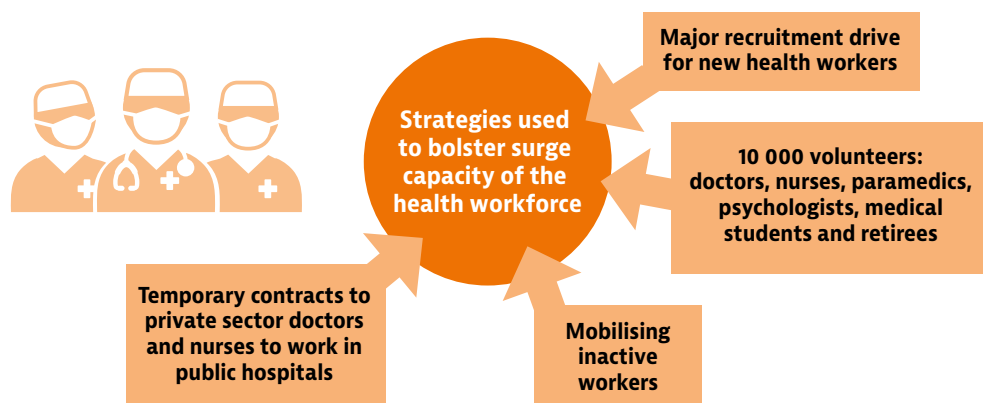 Strategies used
to bolster surge
capacity of the
health workforce
Major recruitment drive
for new health workers
10 000 volunteers:
doctors, nurses, paramedics,
psychologists, medical
students and retirees
Mobilising
inactive
workers
Temporary contracts to
private sector doctors
and nurses to work in
public hospitals